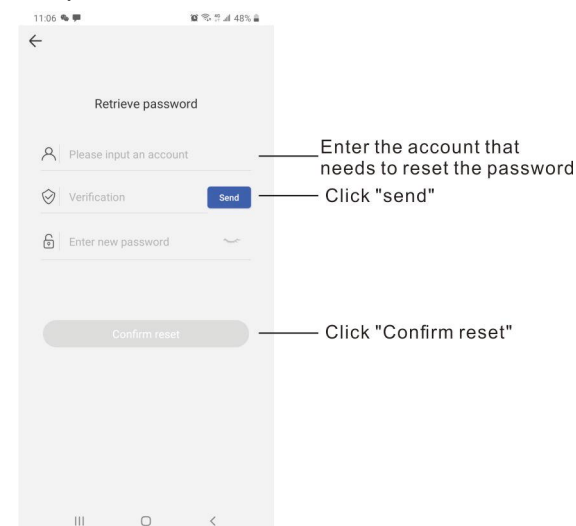 11:06
48%
Retrieve password
Please input an account
Enter the account that
needs to reset the password
Verification
Send
Click "send"
Enter new password
Confirm reset
Click "Confirm reset"